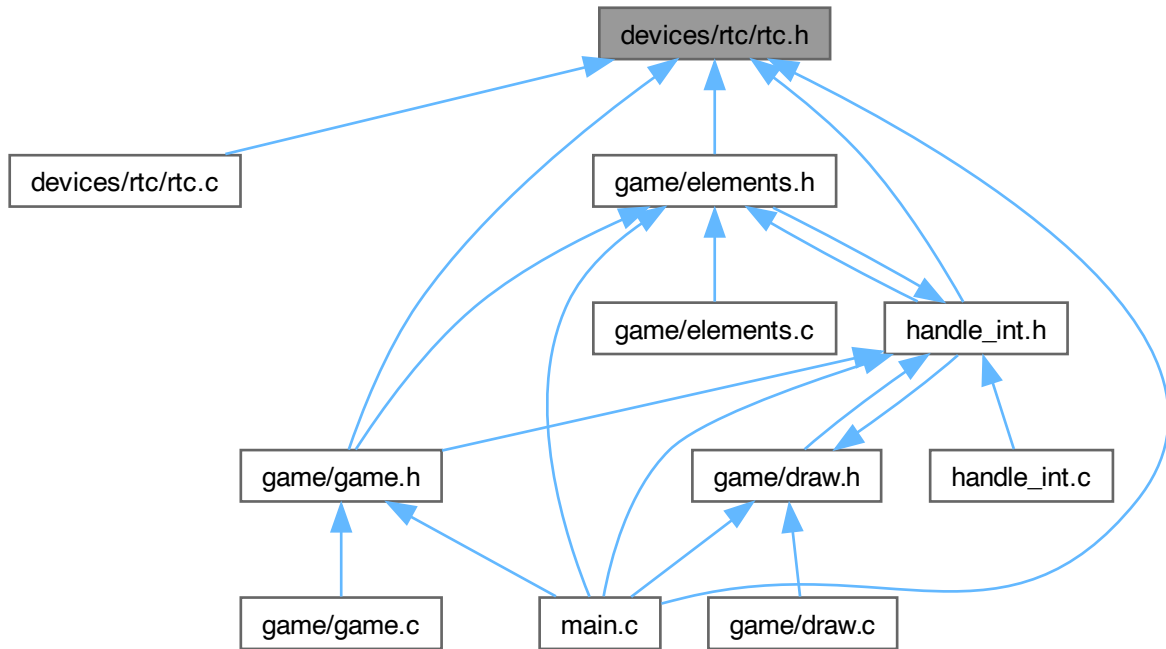 devices/rtc/rtc.h
devices/rtc/rtc.c
game/elements.h
game/elements.c
handle_int.h
game/game.h
game/draw.h
handle_int.c
game/game.c
main.c
game/draw.c